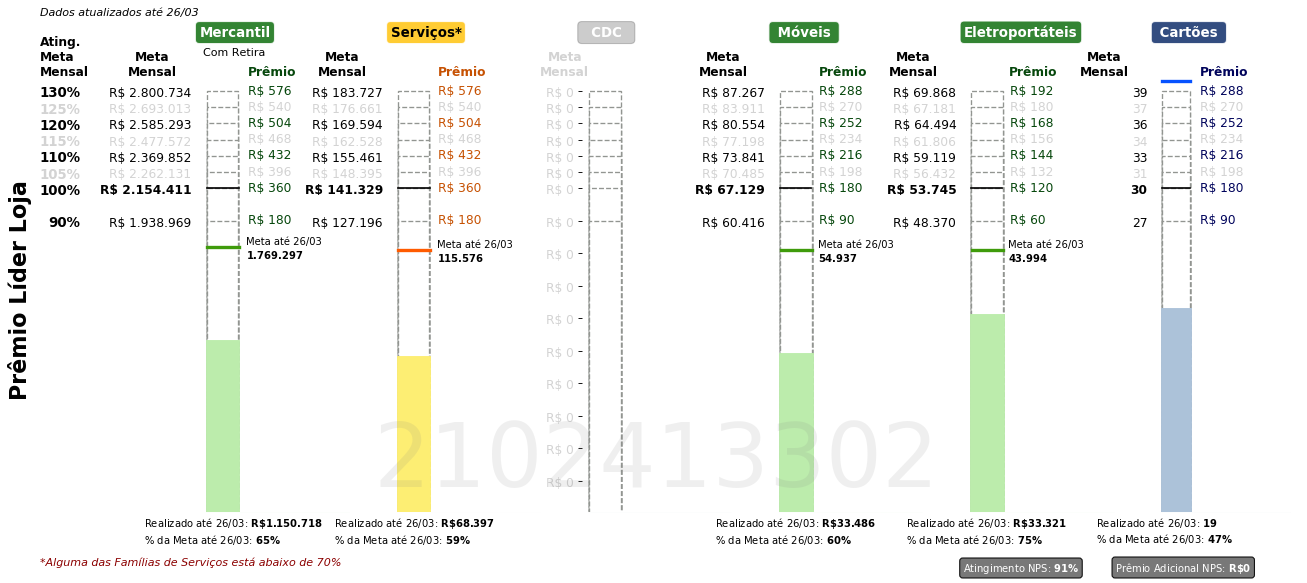 Dados atualizados até 26/03
Mercantil
Serviços*
CDC
Móveis
Eletroportáteis
Cartões
Com Retira
Ating. Meta Mensal
Meta Mensal
Prêmio
Meta Mensal
Prêmio
Meta Mensal
Meta Mensal
Prêmio
Meta Mensal
Prêmio
Meta Mensal
Prêmio
130% R$ 2.800.734 R$ 576 R$ 183.727 R$ 576 R$ 0 R$ 87.267 R$ 288 R$ 69.868 R$ 192 39 R$ 288
125% R$ 2.693.013 R$ 540 R$ 176.661 R$ 540 R$ 0 R$ 83.911 R$ 270 R$ 67.181 R$ 180 37 R$ 270
120% R$ 2.585.293 R$ 504 R$ 169.594 R$ 504 R$ 0 R$ 80.554 R$ 252 R$ 64.494 R$ 168 36 R$ 252
115% R$ 2.477.572 R$ 468 R$ 162.528 R$ 468 R$ 0 R$ 77.198 R$ 234 R$ 61.806 R$ 156 34 R$ 234
110% R$ 2.369.852 R$ 432 R$ 155.461 R$ 432 R$ 0 R$ 73.841 R$ 216 R$ 59.119 R$ 144 33 R$ 216
105% R$ 2.262.131 R$ 396 R$ 148.395 R$ 396 R$ 0 R$ 70.485 R$ 198 R$ 56.432 R$ 132 31 R$ 198
100% R$ 2.154.411 R$ 360 R$ 141.329 R$ 360 R$ 0 R$ 67.129 R$ 180 R$ 53.745 R$ 120 30 R$ 180
90% R$ 1.938.969 R$ 180 R$ 127.196 R$ 180 R$ 0 R$ 60.416 R$ 90 R$ 48.370 R$ 60 27 R$ 90
Meta até 26/03
1.769.297
Meta até 26/03
115.576
Meta até 26/03
54.937
Meta até 26/03
43.994
R$ 0
R$ 0
R$ 0
R$ 0
R$ 0
R$ 0
R$ 0
R$ 0
Prêmio Líder Loja
2102413302
Realizado até 26/03: R$1.150.718
% da Meta até 26/03: 65%
Realizado até 26/03: R$68.397
% da Meta até 26/03: 59%
Realizado até 26/03: R$33.486
% da Meta até 26/03: 60%
Realizado até 26/03: R$33.321
% da Meta até 26/03: 75%
Realizado até 26/03: 19
% da Meta até 26/03: 47%
*Alguma das Famílias de Serviços está abaixo de 70%
Atingimento NPS: 91%
Prêmio Adicional NPS: R$0